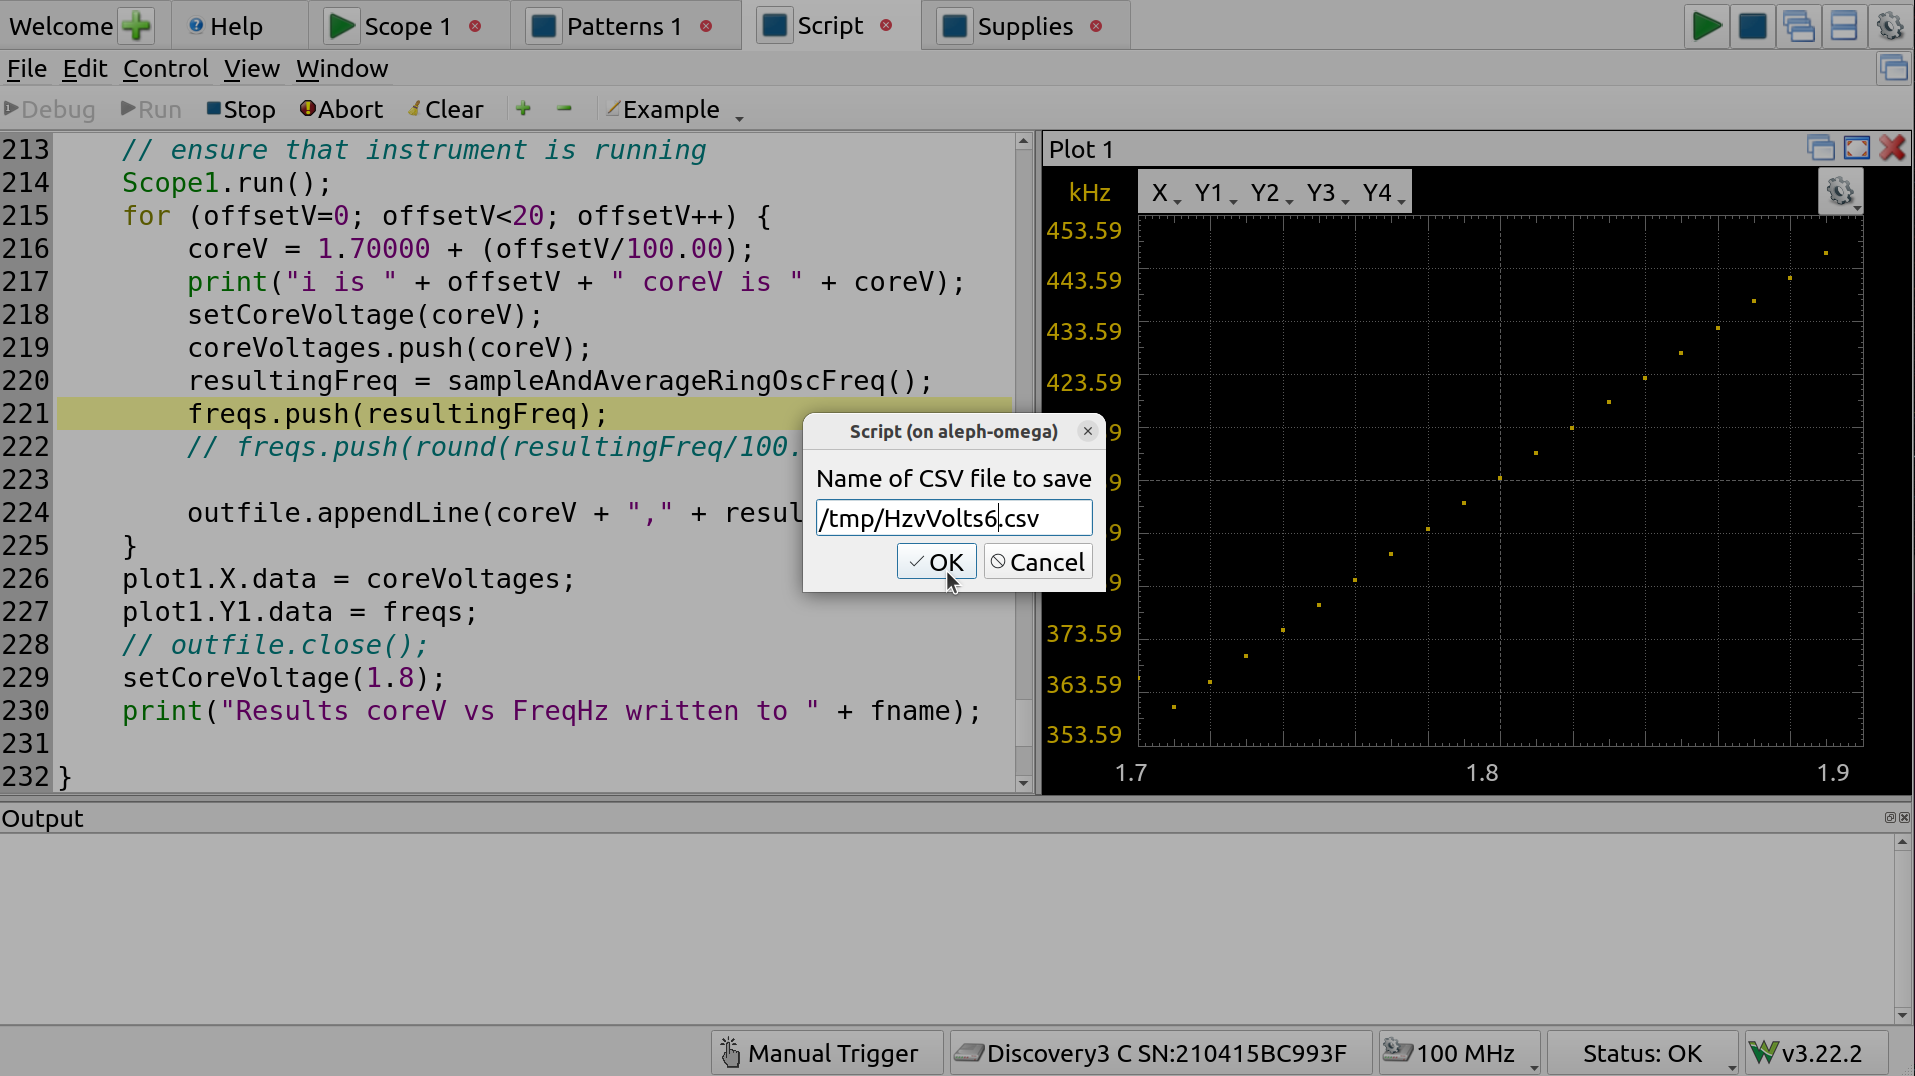 Welcome Help Scope 1 Patterns 1 Script Supplies
File Edit Control View Window
Debug Run Stop Abort Clear Example
213 // ensure that instrument is running
214 Scope1.run();
215 for (offsetV=0; offsetV<20; offsetV++) {
216 coreV = 1.70000 + (offsetV/100.00);
217 print("i is " + offsetV + " coreV is " + coreV);
218 setCoreVoltage(coreV);
219 coreVoltages.push(coreV);
220 resultingFreq = sampleAndAverageRingOscFreq();
221 freqs.push(resultingFreq);
222 // freqs.push(round(resultingFreq/100.
223
224 outfile.appendLine(coreV + "," + resul
225 }
226 plot1.X.data = coreVoltages;
227 plot1.Y1.data = freqs;
228 // outfile.close();
229 setCoreVoltage(1.8);
230 print("Results coreV vs FreqHz written to " + fname);
231
232 }
Plot 1
kHz X Y1 Y2 Y3 Y4
453.59
443.59
433.59
423.59
9
9
9
9
373.59
363.59
353.59
1.7 1.8 1.9
Script (on aleph-omega)
Name of CSV file to save
/tmp/HzvVolts6.csv
OK Cancel
Output
Manual Trigger Discovery3 C SN:210415BC993F 100 MHz Status: OK v3.22.2